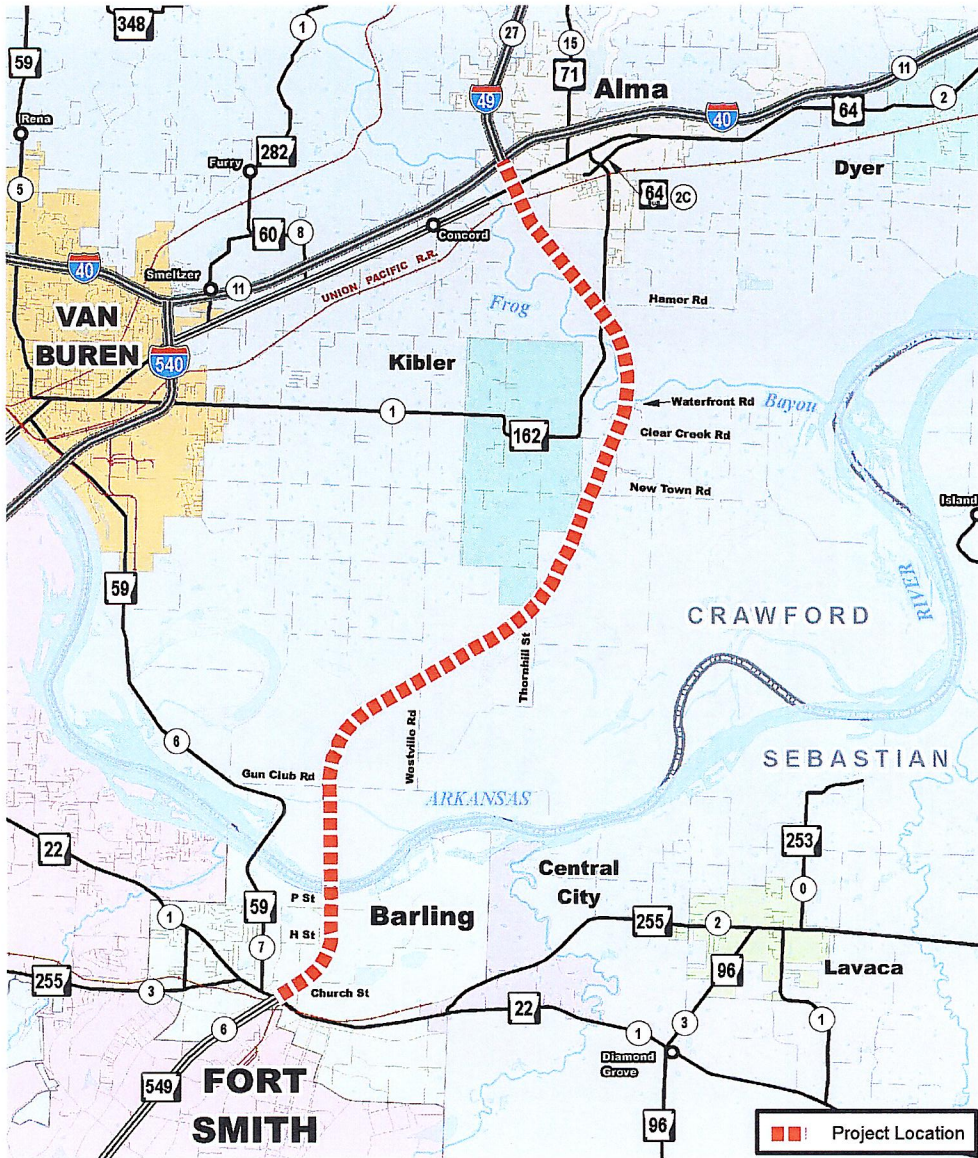 348
1
27
15
59
49
71
Alma
11
40
64
2
Rena
282
Furry
Dyer
64
S
2C
5
60
8
Concord
40
Smeltzer
11
UNION PACIFIC R.R.
Frog
Hamer Rd
VAN
BUREN
540
Kibler
Waterfront Rd
Bayou
1
162
Clear Creek Rd
New Town Rd
Island
59
RIVER
CRAWFORD
Thornhill St
Westville Rd
6
SEBASTIAN
Gun Club Rd
ARKANSAS
22
253
Central
City
0
P St
59
Barling
1
H St
255
2
7
96
Lavaca
255
3
Church St
22
6
1
3
1
Diamond
Grove
549
FORT
SMITH
96
Project Location